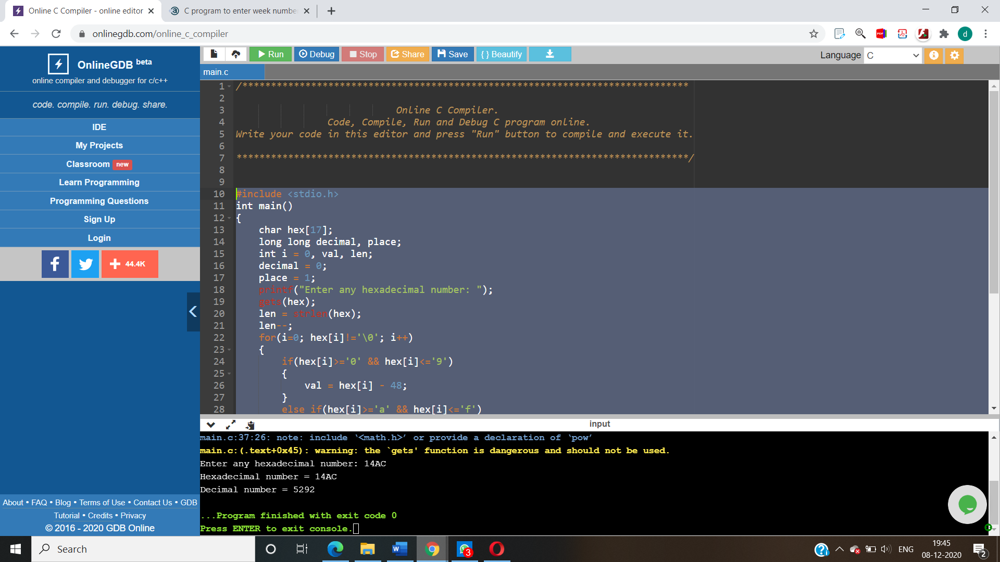 Online C Compiler - online editor
C program to enter week numbe
onlinegdb.com/online_c_compiler
d
OnlineGDB beta
online compiler and debugger for c/c++
code. compile. run. debug. share.
IDE
My Projects
Classroom new
Learn Programming
Programming Questions
Sign Up
Login
44.4K
About • FAQ • Blog • Terms of Use • Contact Us • GDB
Tutorial • Credits • Privacy
© 2016 - 2020 GDB Online
Run Debug Stop Share Save { } Beautify
Language C
main.c
1 /******************************************************************************
2
3 Online C Compiler.
4 Code, Compile, Run and Debug C program online.
5 Write your code in this editor and press "Run" button to compile and execute it.
6
7 *******************************************************************************/
8
9
10 #include <stdio.h>
11 int main()
12 {
13 char hex[17];
14 long long decimal, place;
15 int i = 0, val, len;
16 decimal = 0;
17 place = 1;
18 printf("Enter any hexadecimal number: ");
19 gets(hex);
20 len = strlen(hex);
21 len--;
22 for(i=0; hex[i]!='\0'; i++)
23 {
24 if(hex[i]>='0' && hex[i]<='9')
25 {
26 val = hex[i] - 48;
27 }
28 else if(hex[i]>='a' && hex[i]<='f')
input
main.c:37:26: note: include ‘<math.h>’ or provide a declaration of ‘pow’
main.c:(.text+0x45): warning: the `gets' function is dangerous and should not be used.
Enter any hexadecimal number: 14AC
Hexadecimal number = 14AC
Decimal number = 5292
...Program finished with exit code 0
Press ENTER to exit console.
Search
3
ENG
19:45
08-12-2020
2